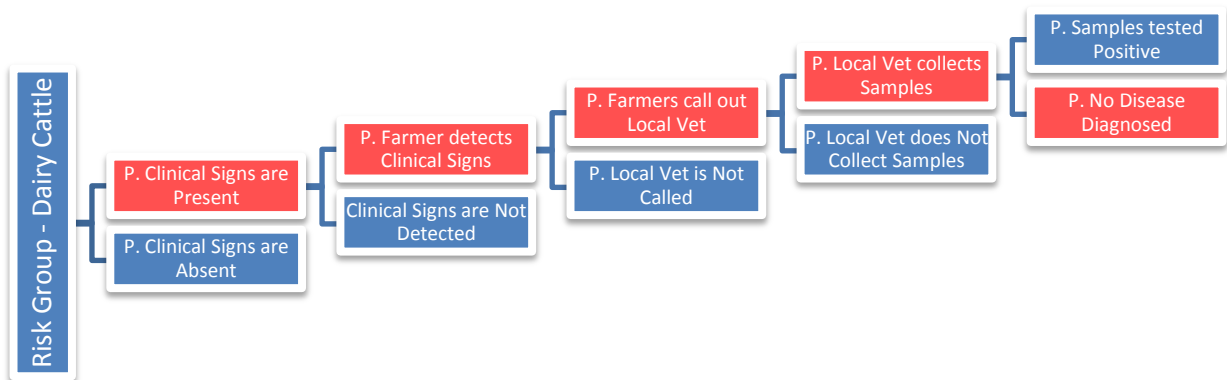 Risk Group - Dairy Cattle
P. Clinical Signs are
Present
P. Clinical Signs are
Absent
P. Farmer detects
Clinical Signs
Clinical Signs are Not
Detected
P. Farmers call out
Local Vet
P. Local Vet is Not
Called
P. Local Vet collects
Samples
P. Local Vet does Not
Collect Samples
P. Samples tested
Positive
P. No Disease
Diagnosed